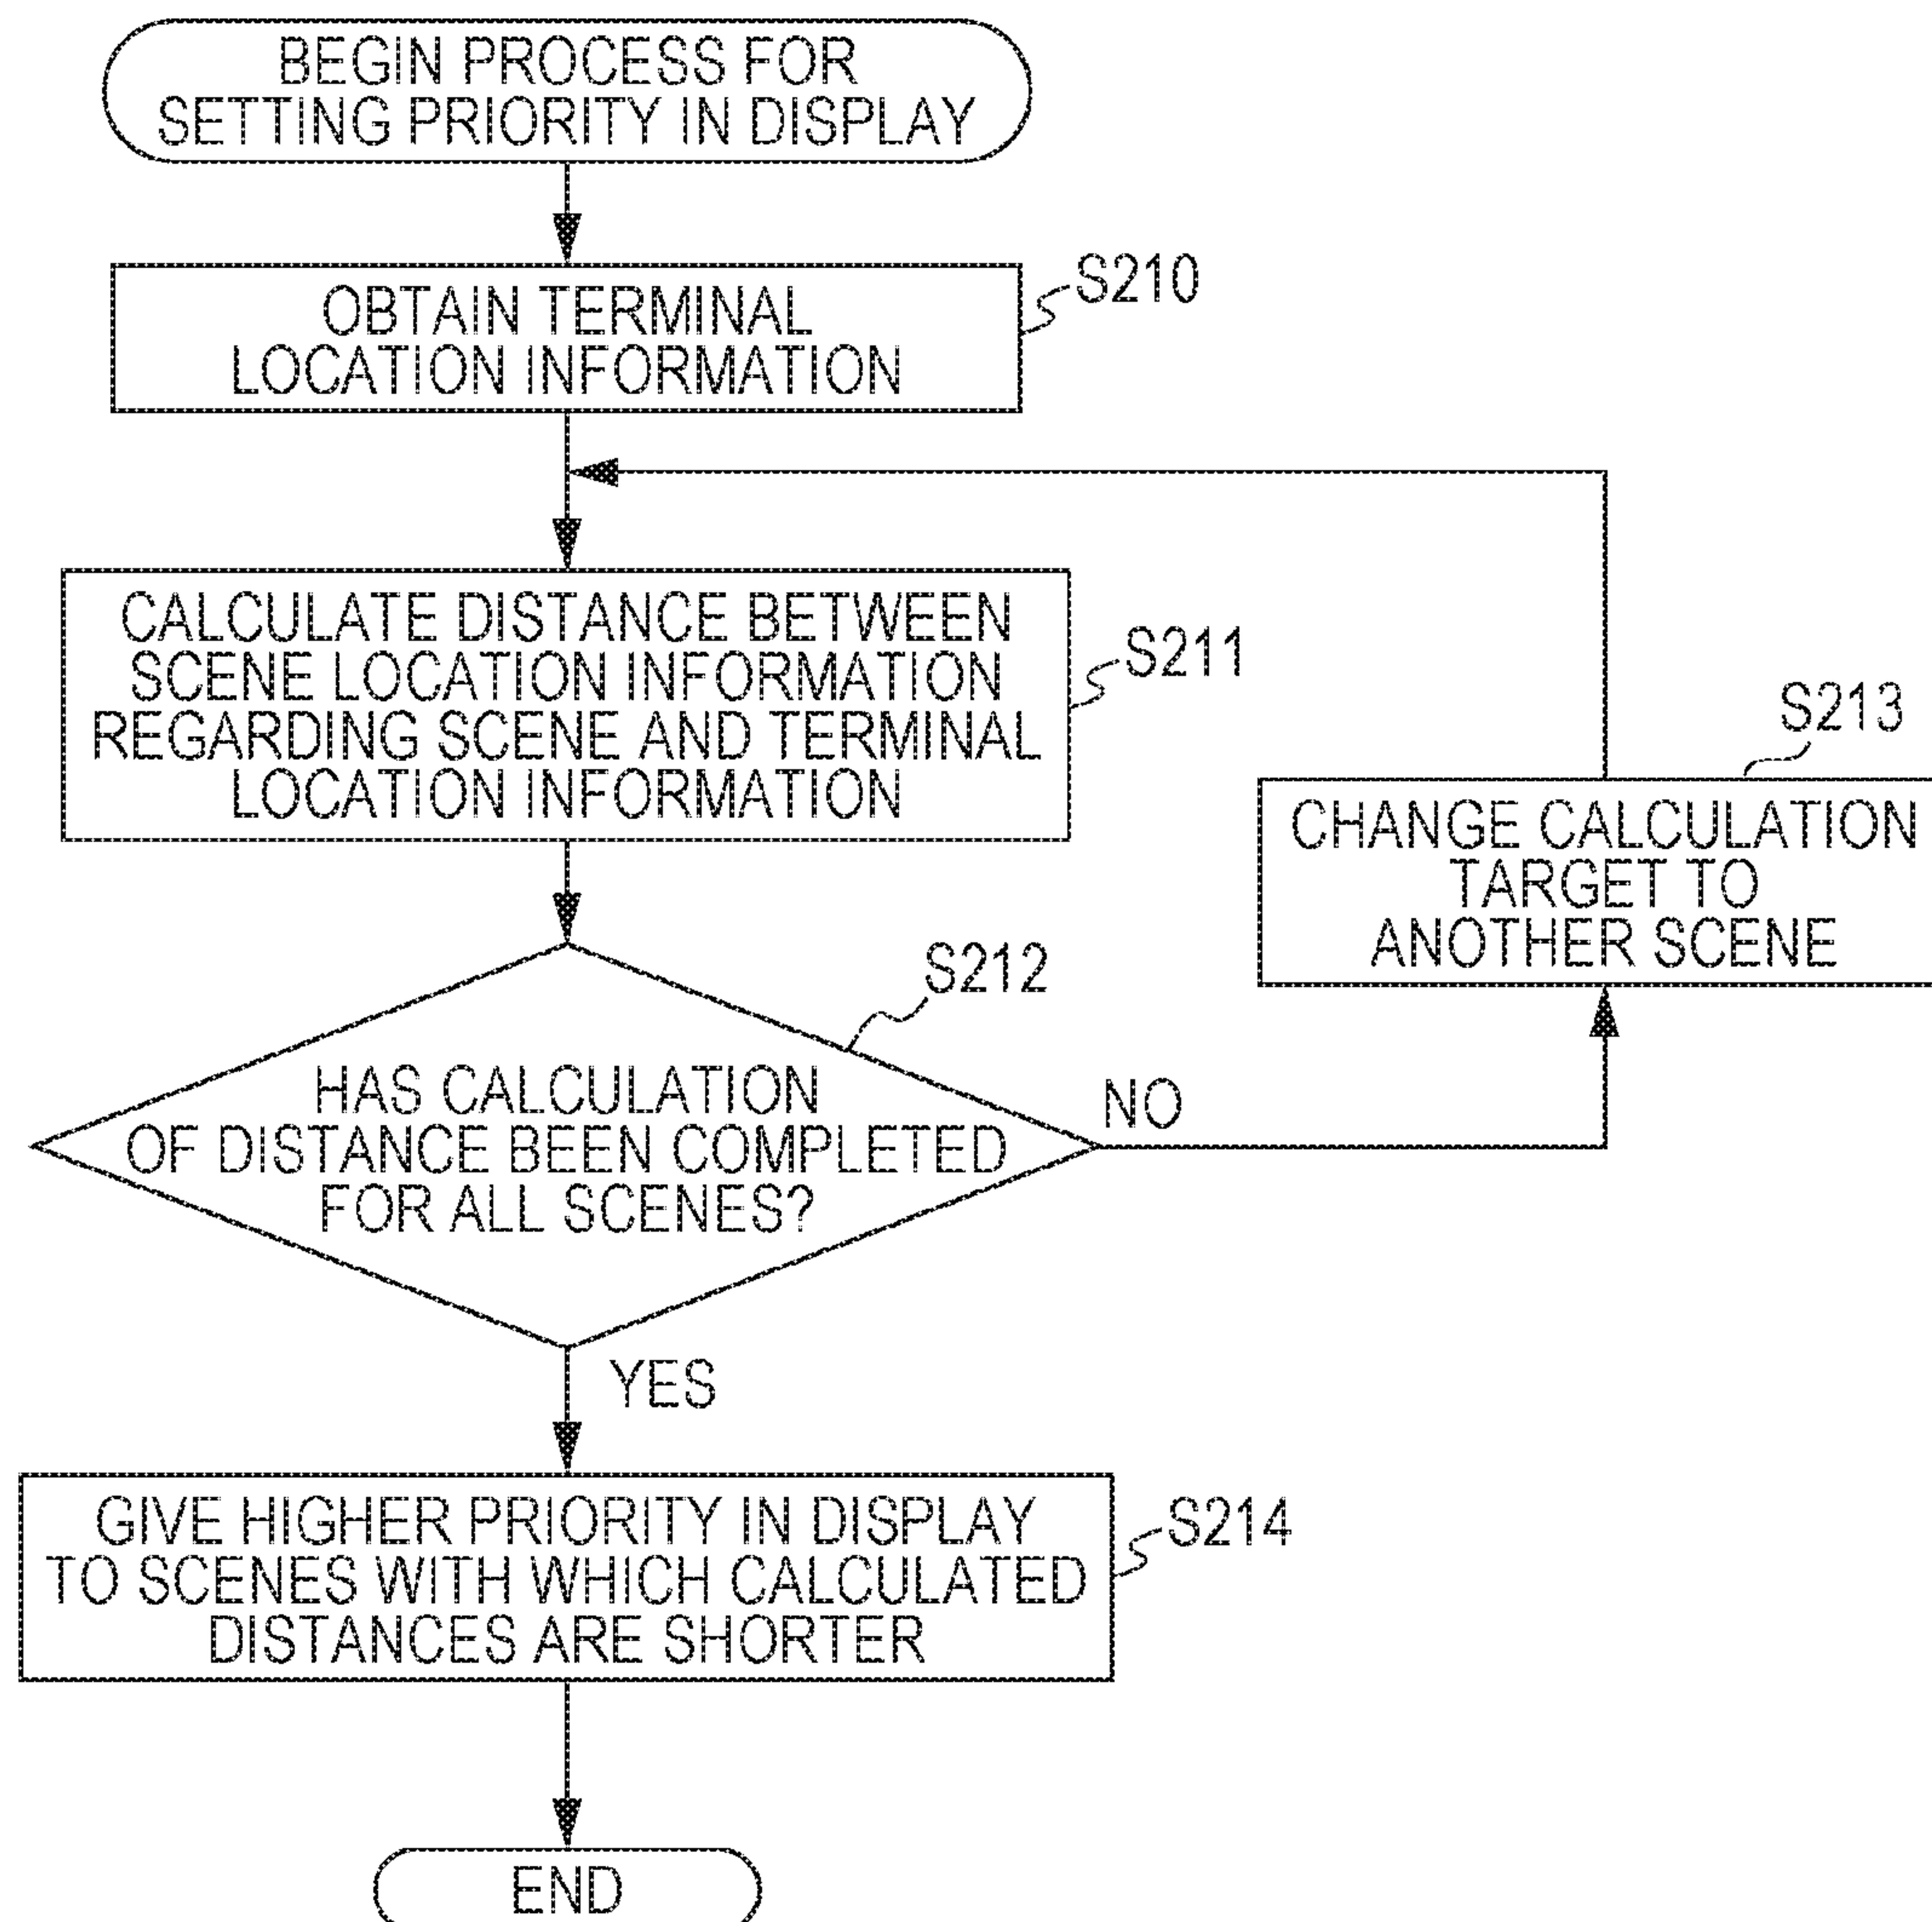 BEGIN PROCESS FOR
SETTING PRIORITY IN DISPLAY
S210
OBTAIN TERMINAL
LOCATION INFORMATION
S211
CALCULATE DISTANCE BETWEEN
SCENE LOCATION INFORMATION
REGARDING SCENE AND TERMINAL
LOCATION INFORMATION
S213
CHANGE CALCULATION
TARGET TO
ANOTHER SCENE
S212
HAS CALCULATION
OF DISTANCE BEEN COMPLETED
FOR ALL SCENES?
NO
YES
S214
GIVE HIGHER PRIORITY IN DISPLAY
TO SCENES WITH WHICH CALCULATED
DISTANCES ARE SHORTER
END